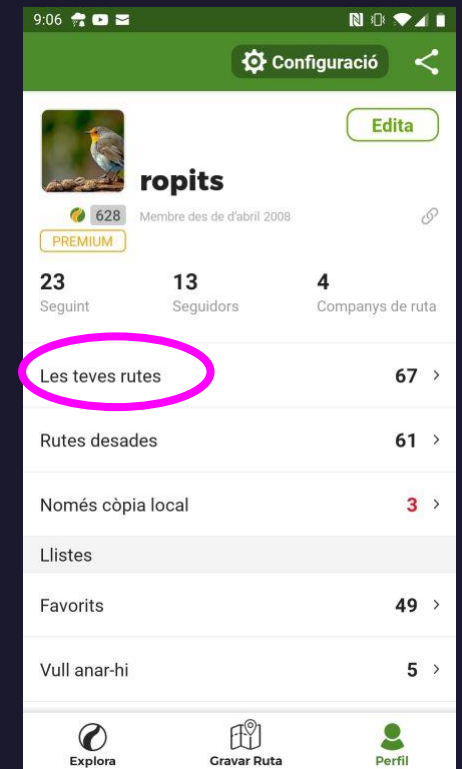 9:06
Configuració
Edita
ropits
628 Membre des de d'abril 2008
PREMIUM
23 13 4
Seguint Seguidors Companys de ruta
Les teves rutes 67
Rutes desades 61
Només còpia local 3
Llistes
Favorits 49
Vull anar-hi 5
Explora Gravar Ruta Perfil